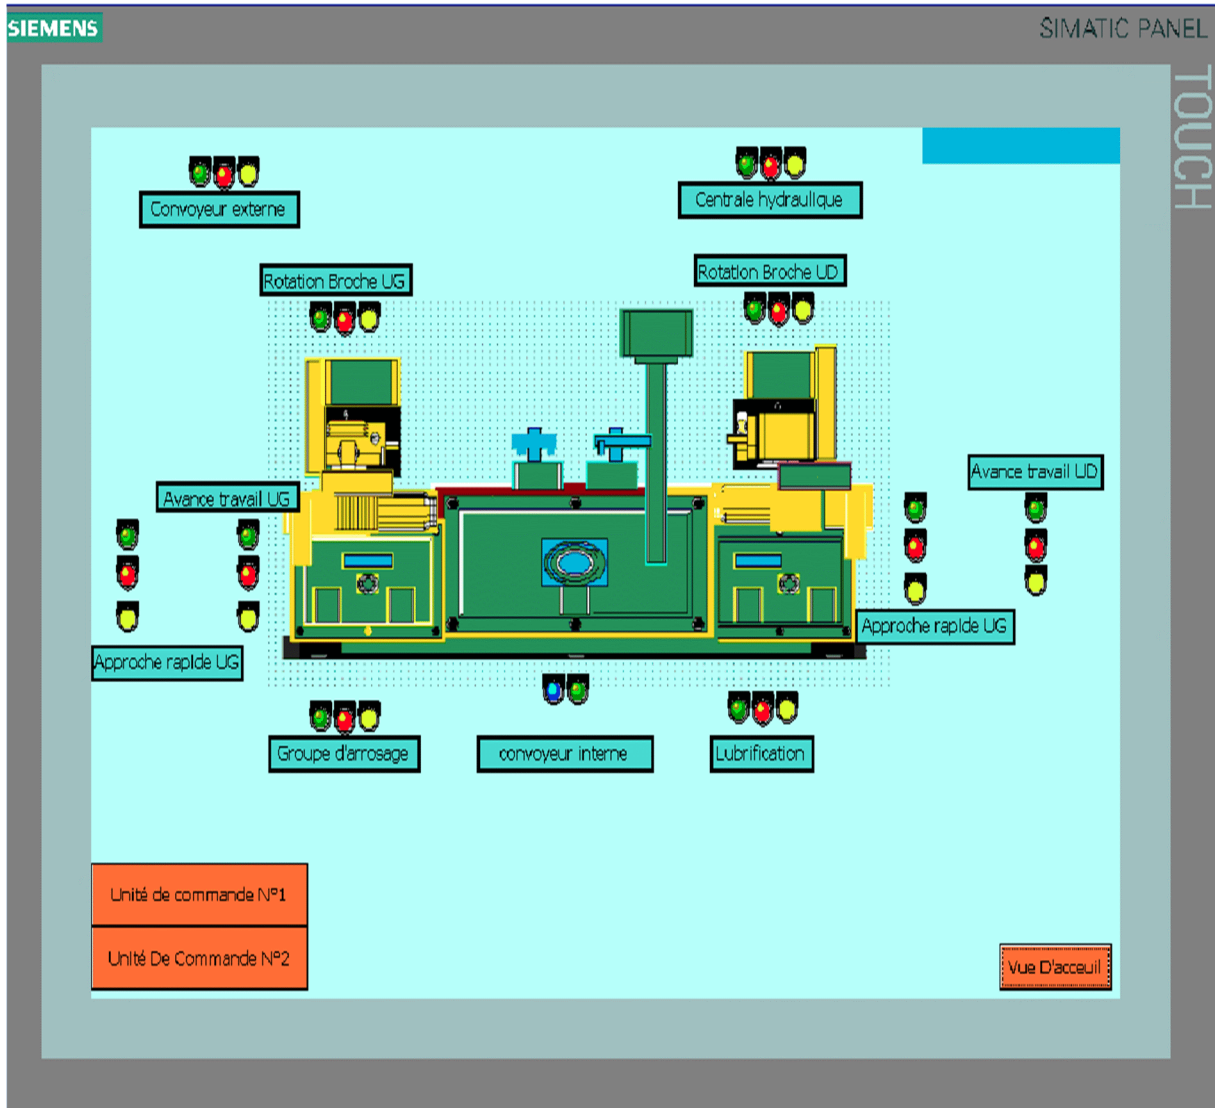 SIEMENS
SIMATIC PANEL
TOUCH
Convoyeur externe
Centrale hydraulique
Rotation Broche UG
Rotation Broche UD
Avance travail UG
Avance travail UD
Approche rapide UG
Approche rapide UG
Groupe d'arrosage
convoyeur interne
Lubrification
Unité de commande N°1
Unité De Commande N°2
Vue D'acceuil